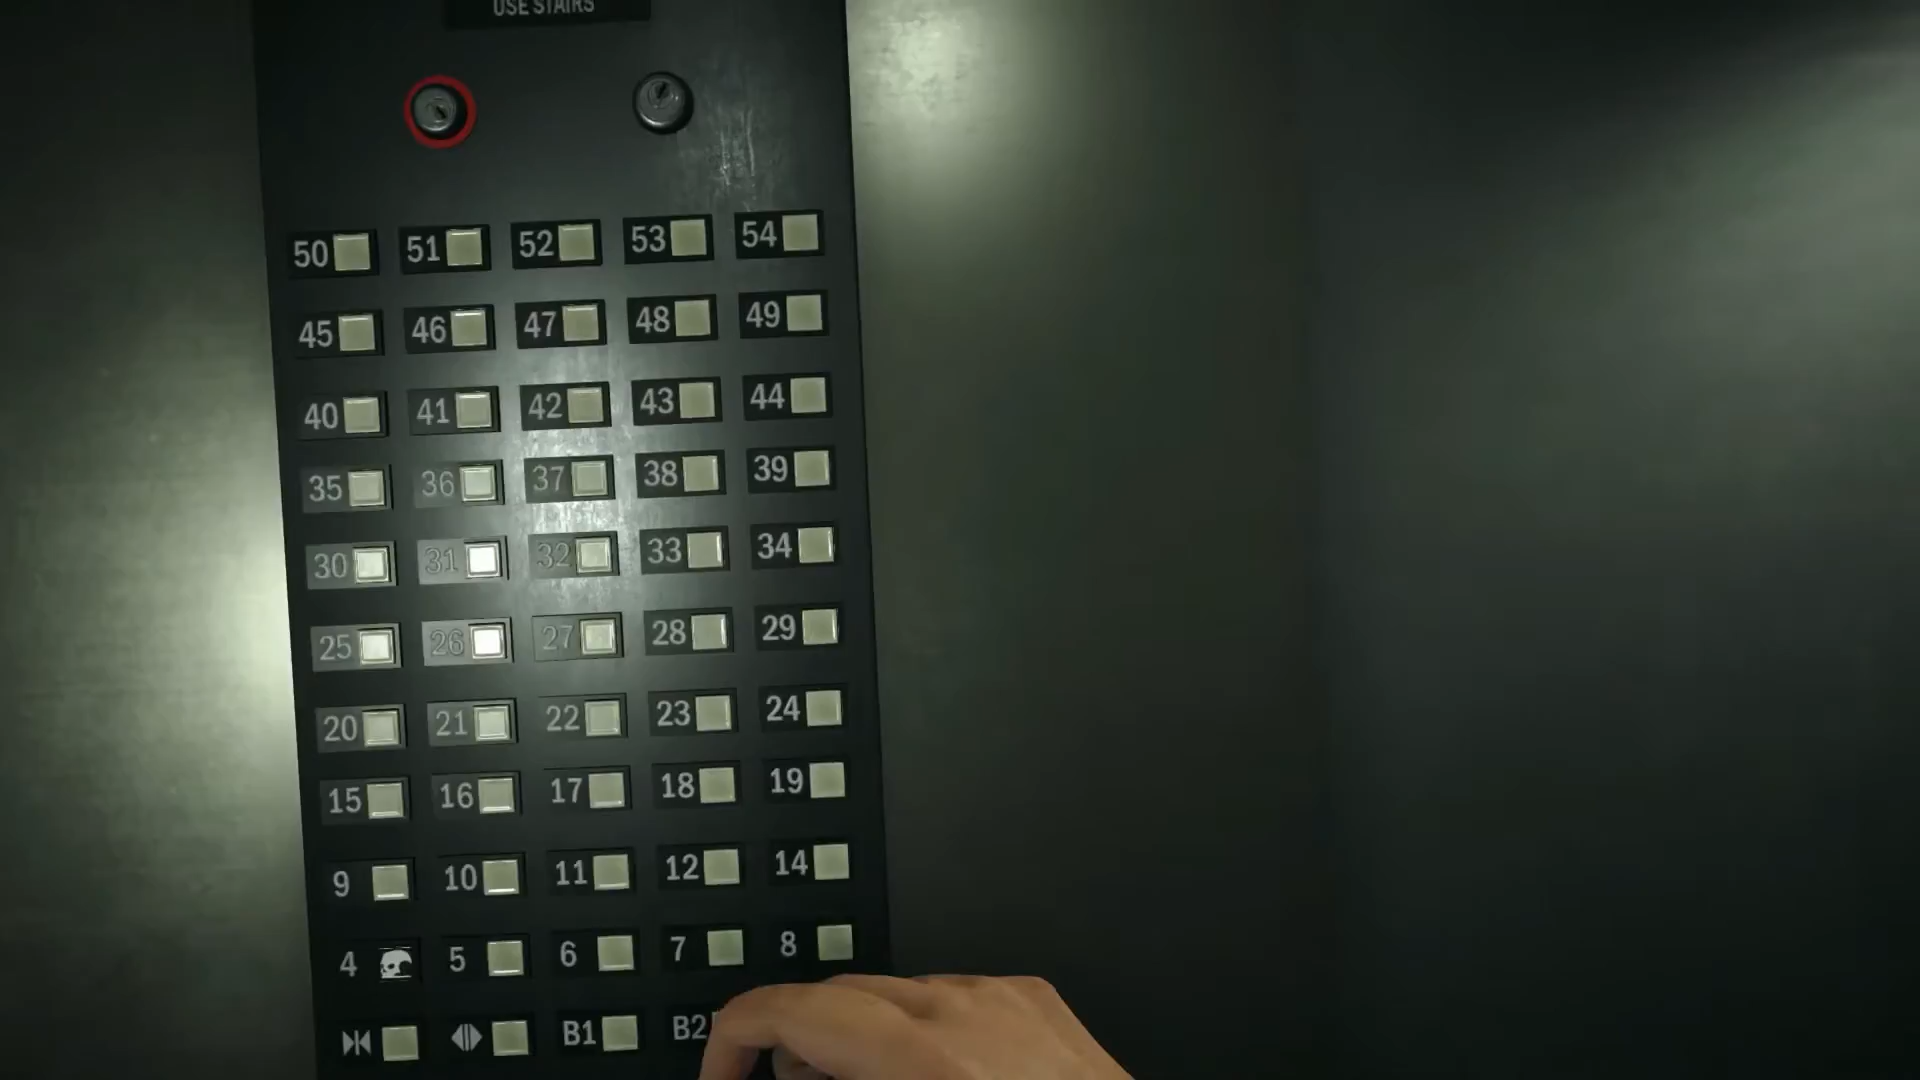 USE STAIRS
50 51 52 53 54
45 46 47 48 49
40 41 42 43 44
35 36 37 38 39
30 31 32 33 34
25 26 27 28 29
20 21 22 23 24
15 16 17 18 19
9 10 11 12 14
4 5 6 7 8
B1 B2